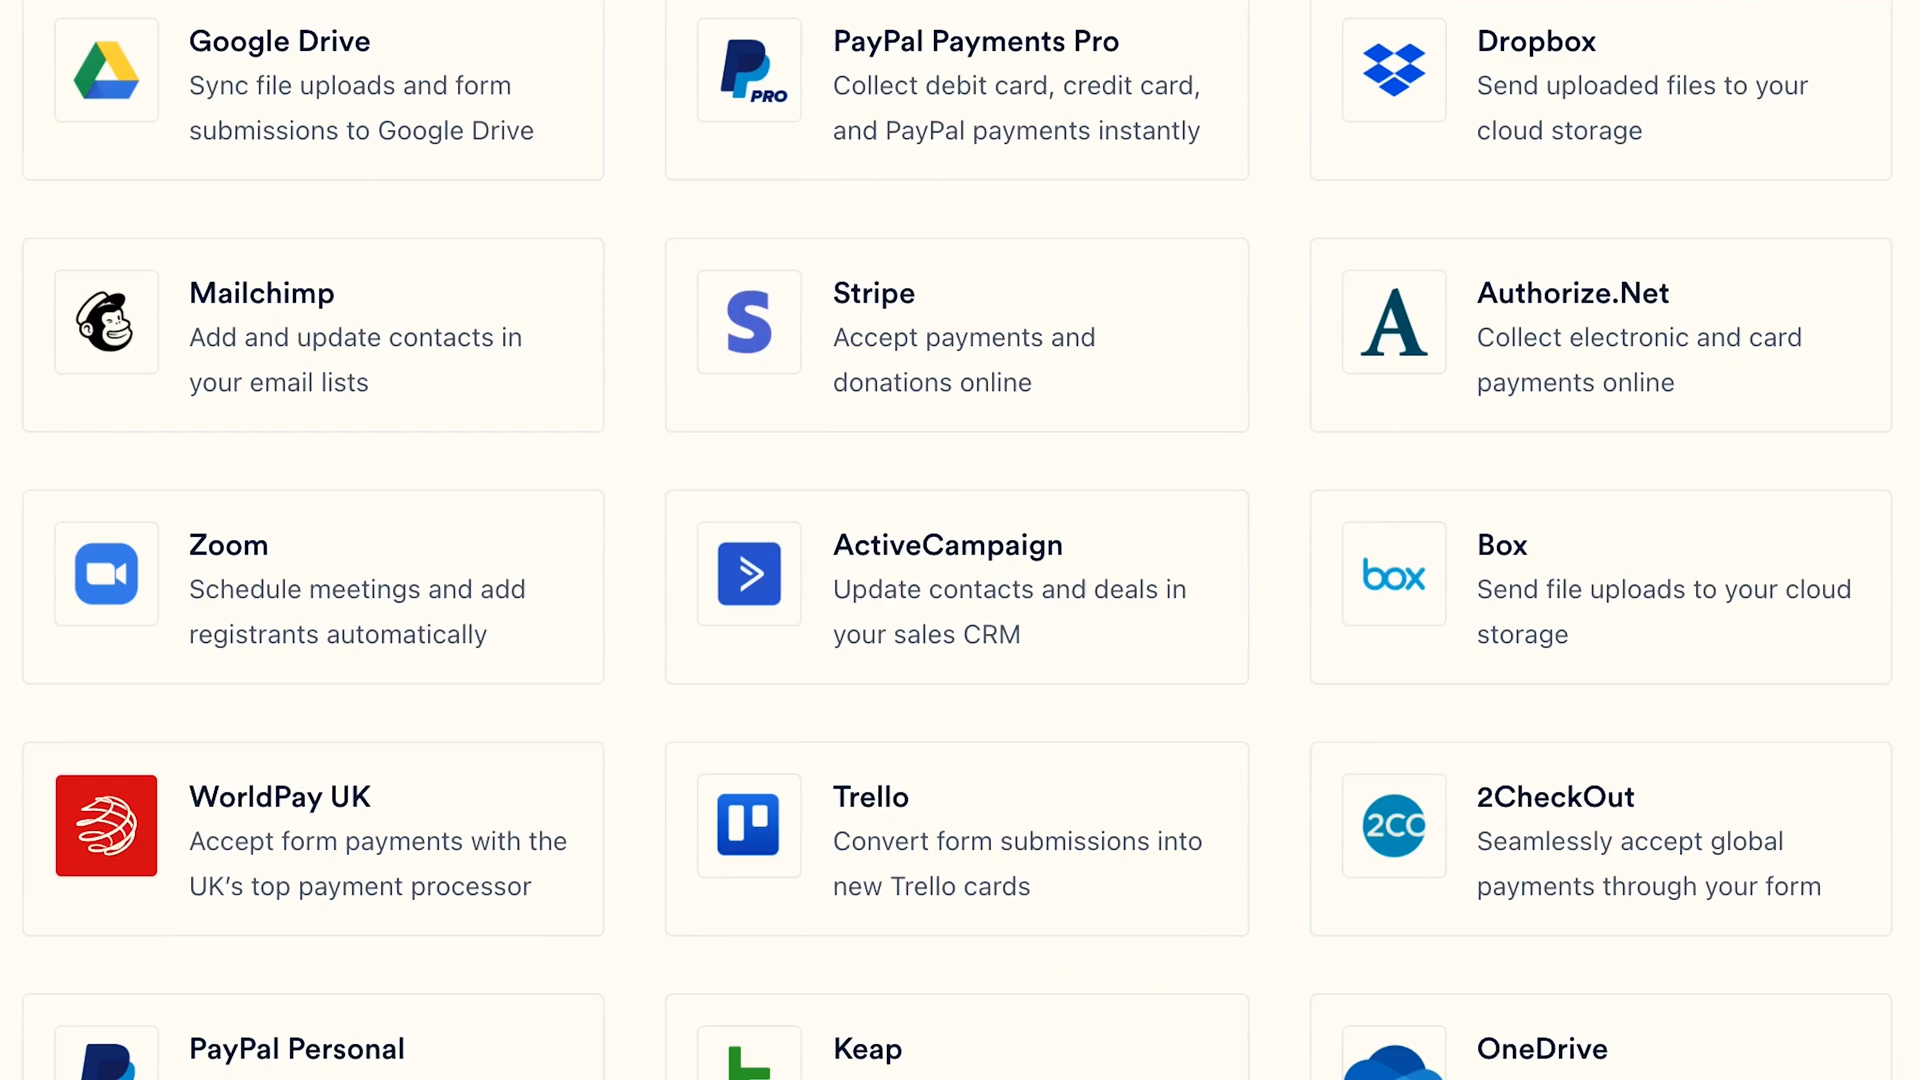 Google Drive
Sync file uploads and form
submissions to Google Drive
PRO
PayPal Payments Pro
Collect debit card, credit card,
and PayPal payments instantly
Dropbox
Send uploaded files to your
cloud storage
Mailchimp
Add and update contacts in
your email lists
S
Stripe
Accept payments and
donations online
A
Authorize.Net
Collect electronic and card
payments online
Zoom
Schedule meetings and add
registrants automatically
ActiveCampaign
Update contacts and deals in
your sales CRM
box
Box
Send file uploads to your cloud
storage
WorldPay UK
Accept form payments with the
UK’s top payment processor
Trello
Convert form submissions into
new Trello cards
2CO
2CheckOut
Seamlessly accept global
payments through your form
PayPal Personal
Keap
OneDrive